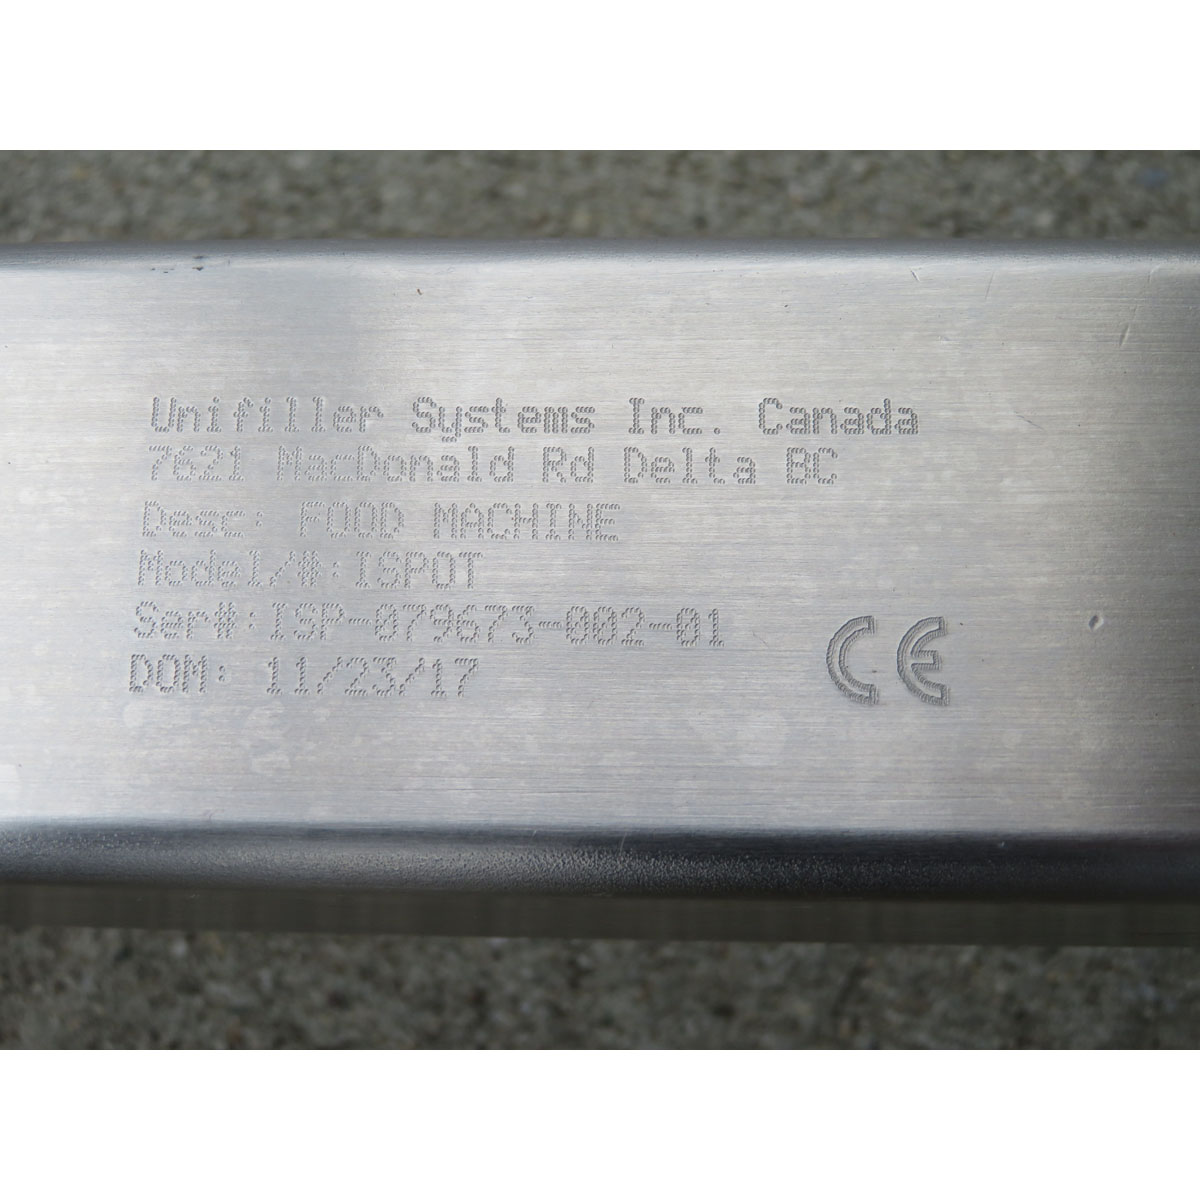 Unifiller Systems Inc. Canada
7621 MacDonald Rd Delta BC
Desc: FOOD MACHINE
Model/#:ISPOT
Ser#:ISP-079673-002-01
DOM: 11/23/17
CE